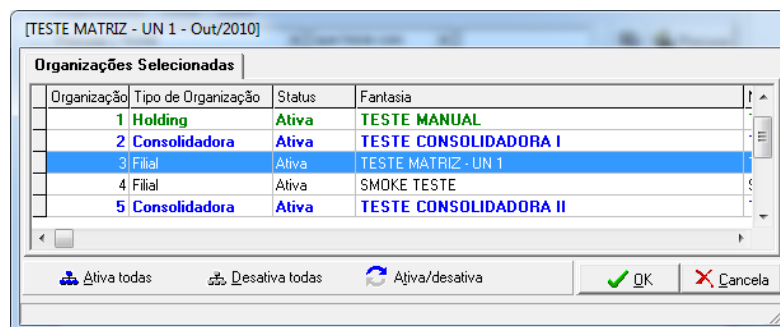 [TESTE MATRIZ - UN 1 - Out/2010]
Organizações Selecionadas
Organização Tipo de Organização Status Fantasia
1 Holding Ativa TESTE MANUAL
2 Consolidadora Ativa TESTE CONSOLIDADORA I
3 Filial Ativa TESTE MATRIZ - UN 1
4 Filial Ativa SMOKE TESTE
5 Consolidadora Ativa TESTE CONSOLIDADORA II
Ativa todas Desativa todas Ativa/desativa OK Cancela